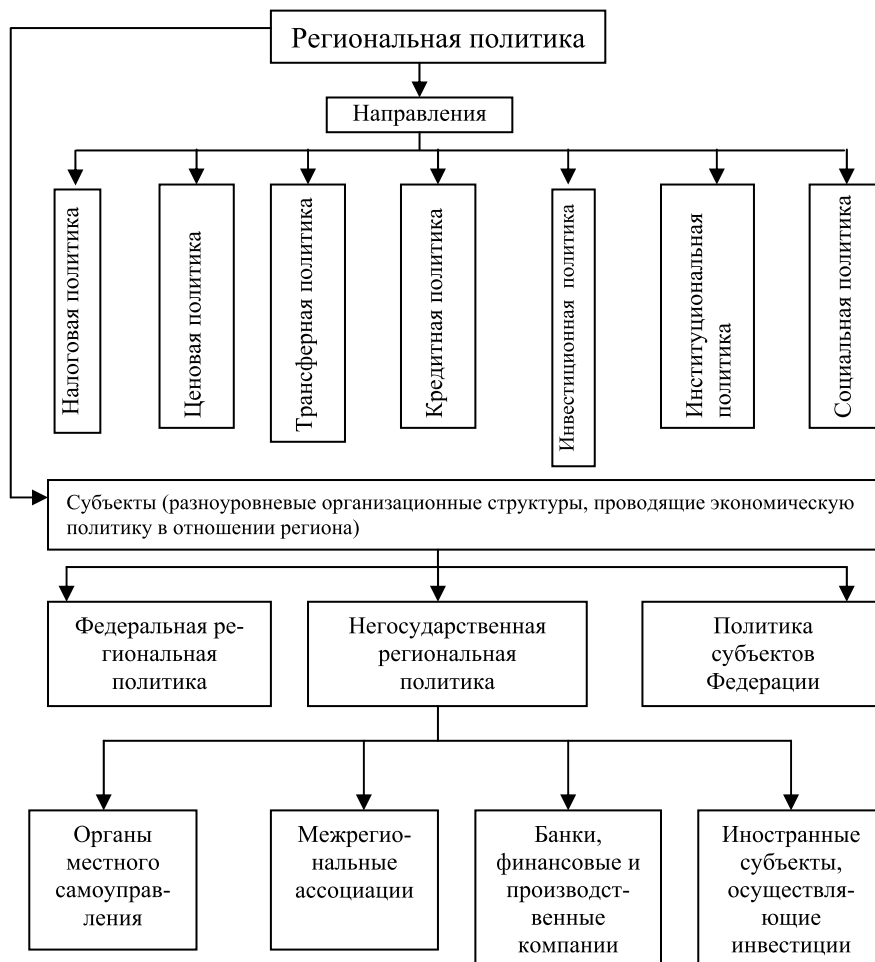 Региональная политика
Направления
Налоговая политика
Ценовая политика
Трансферная политика
Кредитная политика
Инвестиционная политика
Институциональная
политика
Социальная политика
Субъекты (разноуровневые организационные структуры, проводящие экономическую
политику в отношении региона)
Федеральная ре-
гиональная
политика
Негосударственная
региональная
политика
Политика
субъектов
Федерации
Органы
местного
самоуправ-
ления
Межрегио-
нальные
ассоциации
Банки,
финансовые и
производст-
венные
компании
Иностранные
субъекты,
осуществля-
ющие
инвестиции